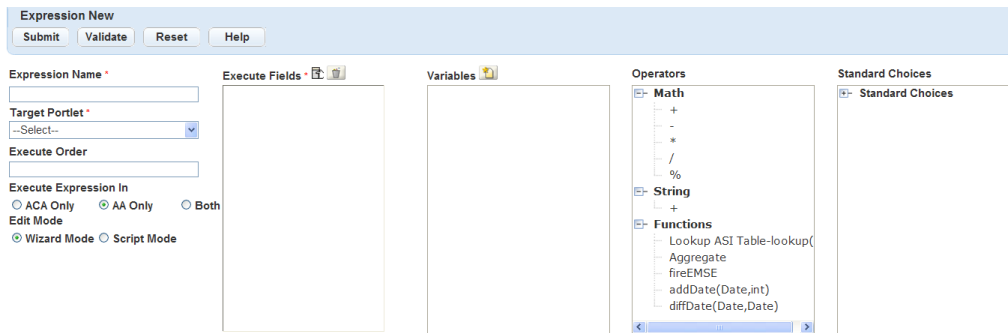 Expression New
Submit Validate Reset Help
Expression Name *
Target Portlet *
--Select--
Execute Order
Execute Expression In
ACA Only AA Only Both
Edit Mode
Wizard Mode Script Mode
Execute Fields *
Variables
Operators
Math
+
-
*
/
%
String
+
Functions
Lookup ASI Table-lookup(
Aggregate
fireEMSE
addDate(Date,int)
diffDate(Date,Date)
Standard Choices
Standard Choices